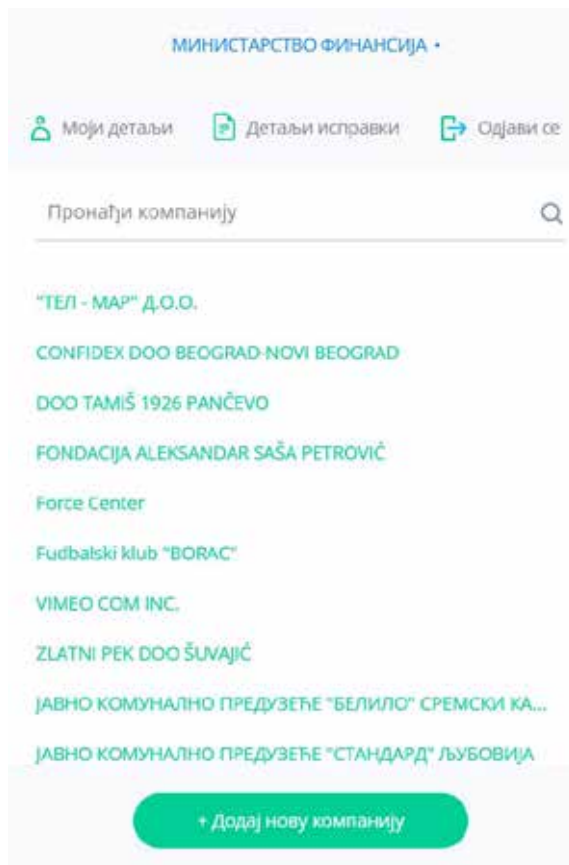 МИНИСТАРСТВО ФИНАНСИЈА •
Моји детаљи Детаљи исправки Одјави се
Пронађи компанију
"ТЕЛ - МАР" Д.О.О.
CONFIDEX DOO BEOGRAD-NOVI BEOGRAD
DOO TAMIŠ 1926 PANČEVO
FONDACIJA ALEKSANDAR SAŠA PETROVIĆ
Force Center
Fudbalski klub "BORAC"
VIMEO COM INC.
ZLATNI PEK DOO ŠUVAJIĆ
ЈАВНО КОМУНАЛНО ПРЕДУЗЕЋЕ "БЕЛИЛО" СРЕМСКИ КА...
ЈАВНО КОМУНАЛНО ПРЕДУЗЕЋЕ "СТАНДАРД" ЉУБОВИЈА
+ Додај нову компанију